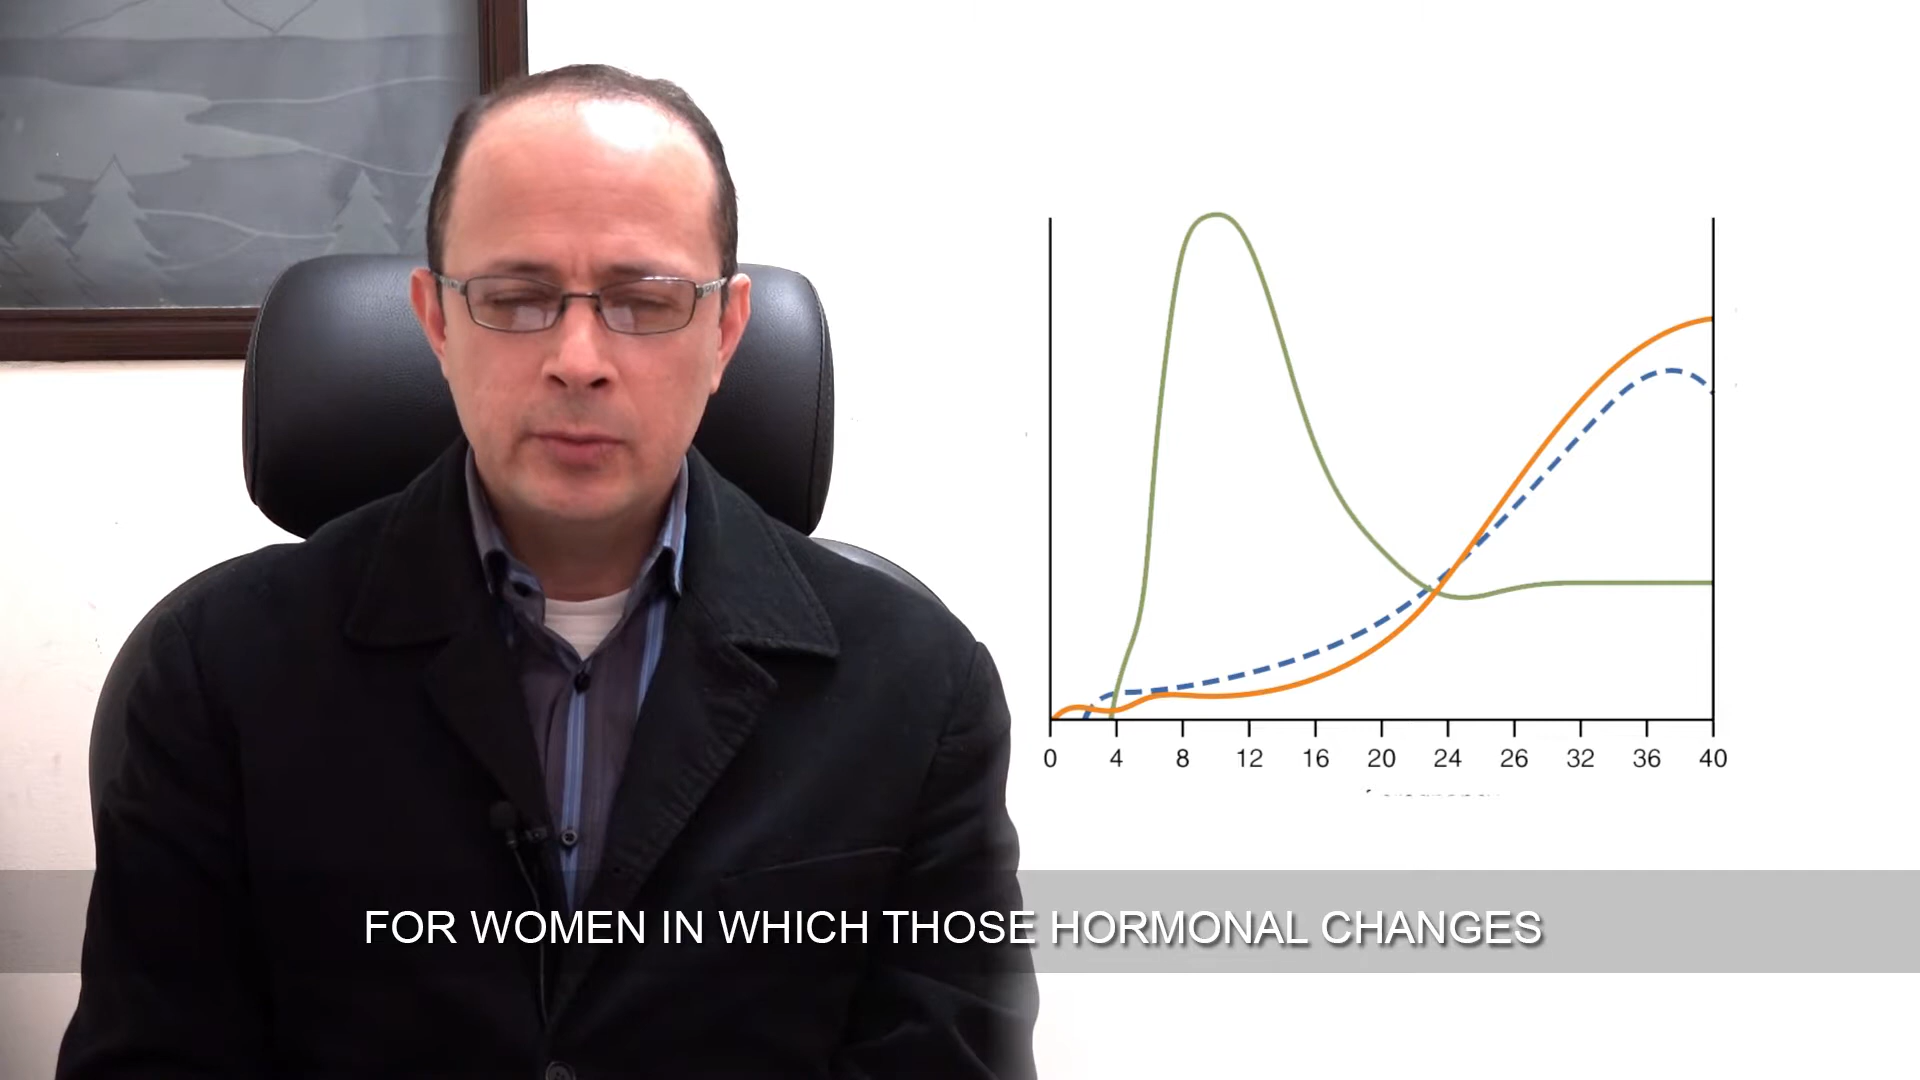 0 4 8 12 16 20 24 26 32 36 40
FOR WOMEN IN WHICH THOSE HORMONAL CHANGES